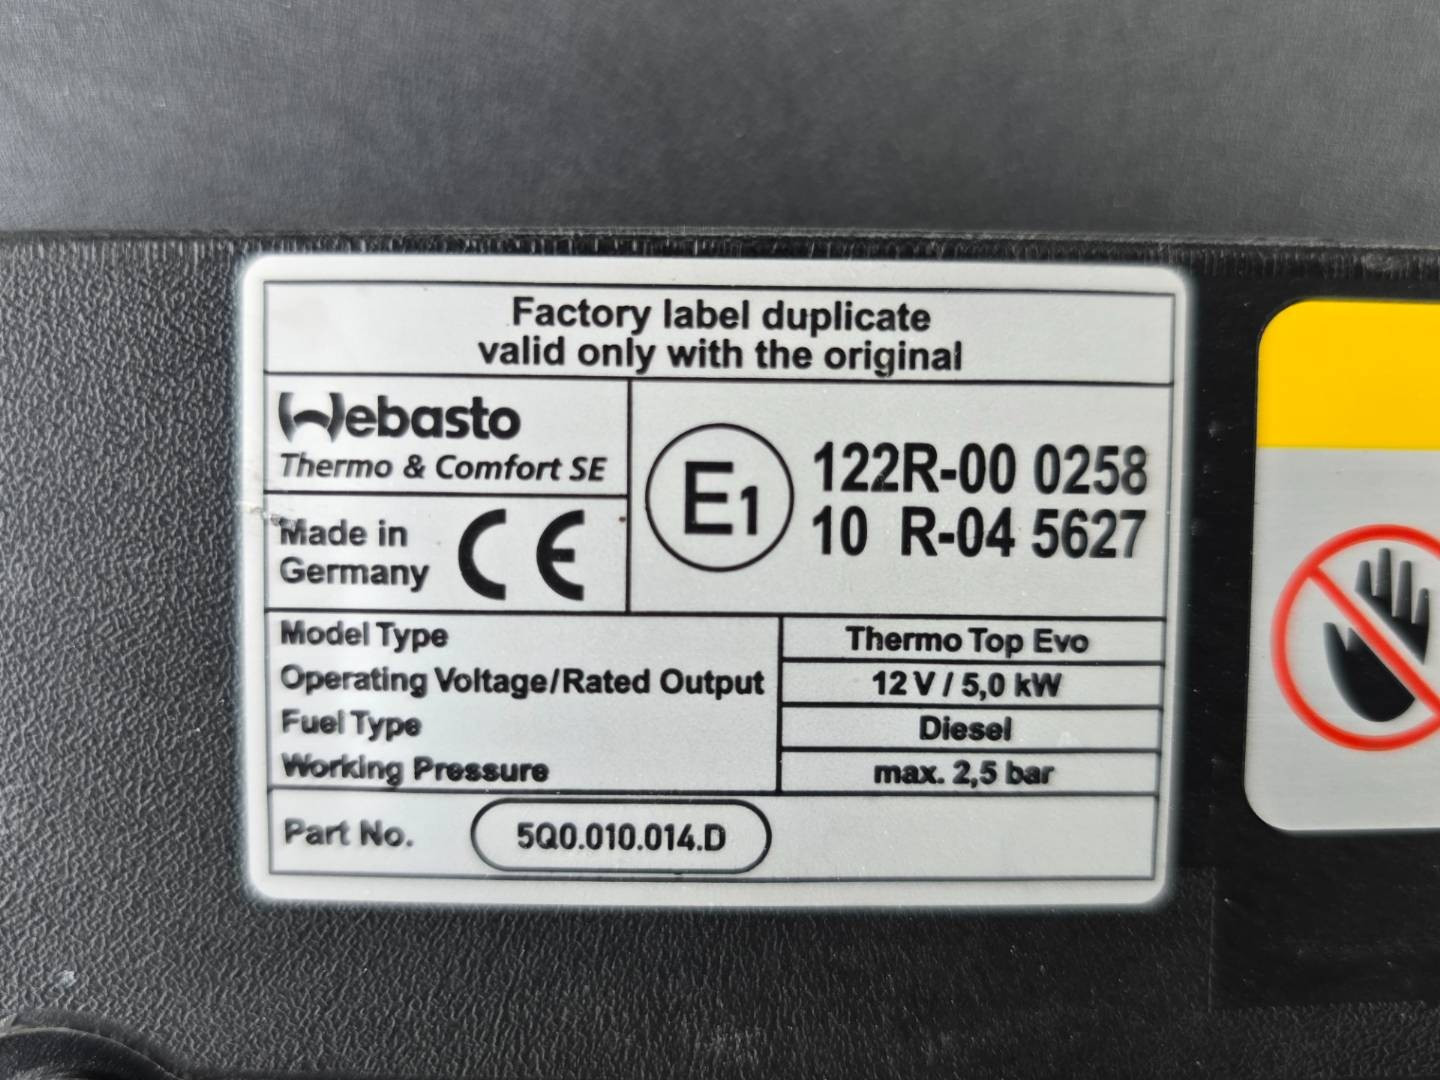 Factory label duplicate
valid only with the original
Webasto
Thermo & Comfort SE
Made in
Germany
CE
E1
122R-00 0258
10 R-04 5627
Model Type
Thermo Top Evo
Operating Voltage/Rated Output
12 V / 5,0 kW
Fuel Type
Diesel
Working Pressure
max. 2,5 bar
Part No.
5Q0.010.014.D